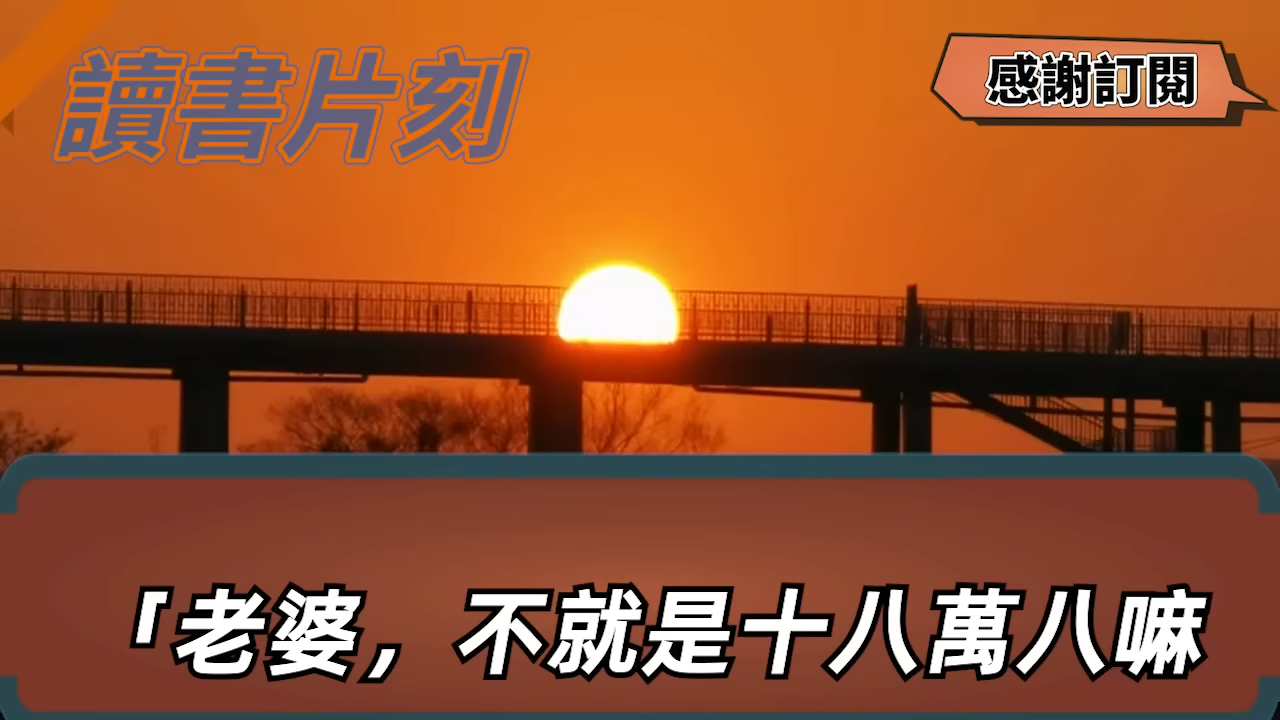 讀書片刻
感謝訂閱
「老婆，不就是十八萬八嘛